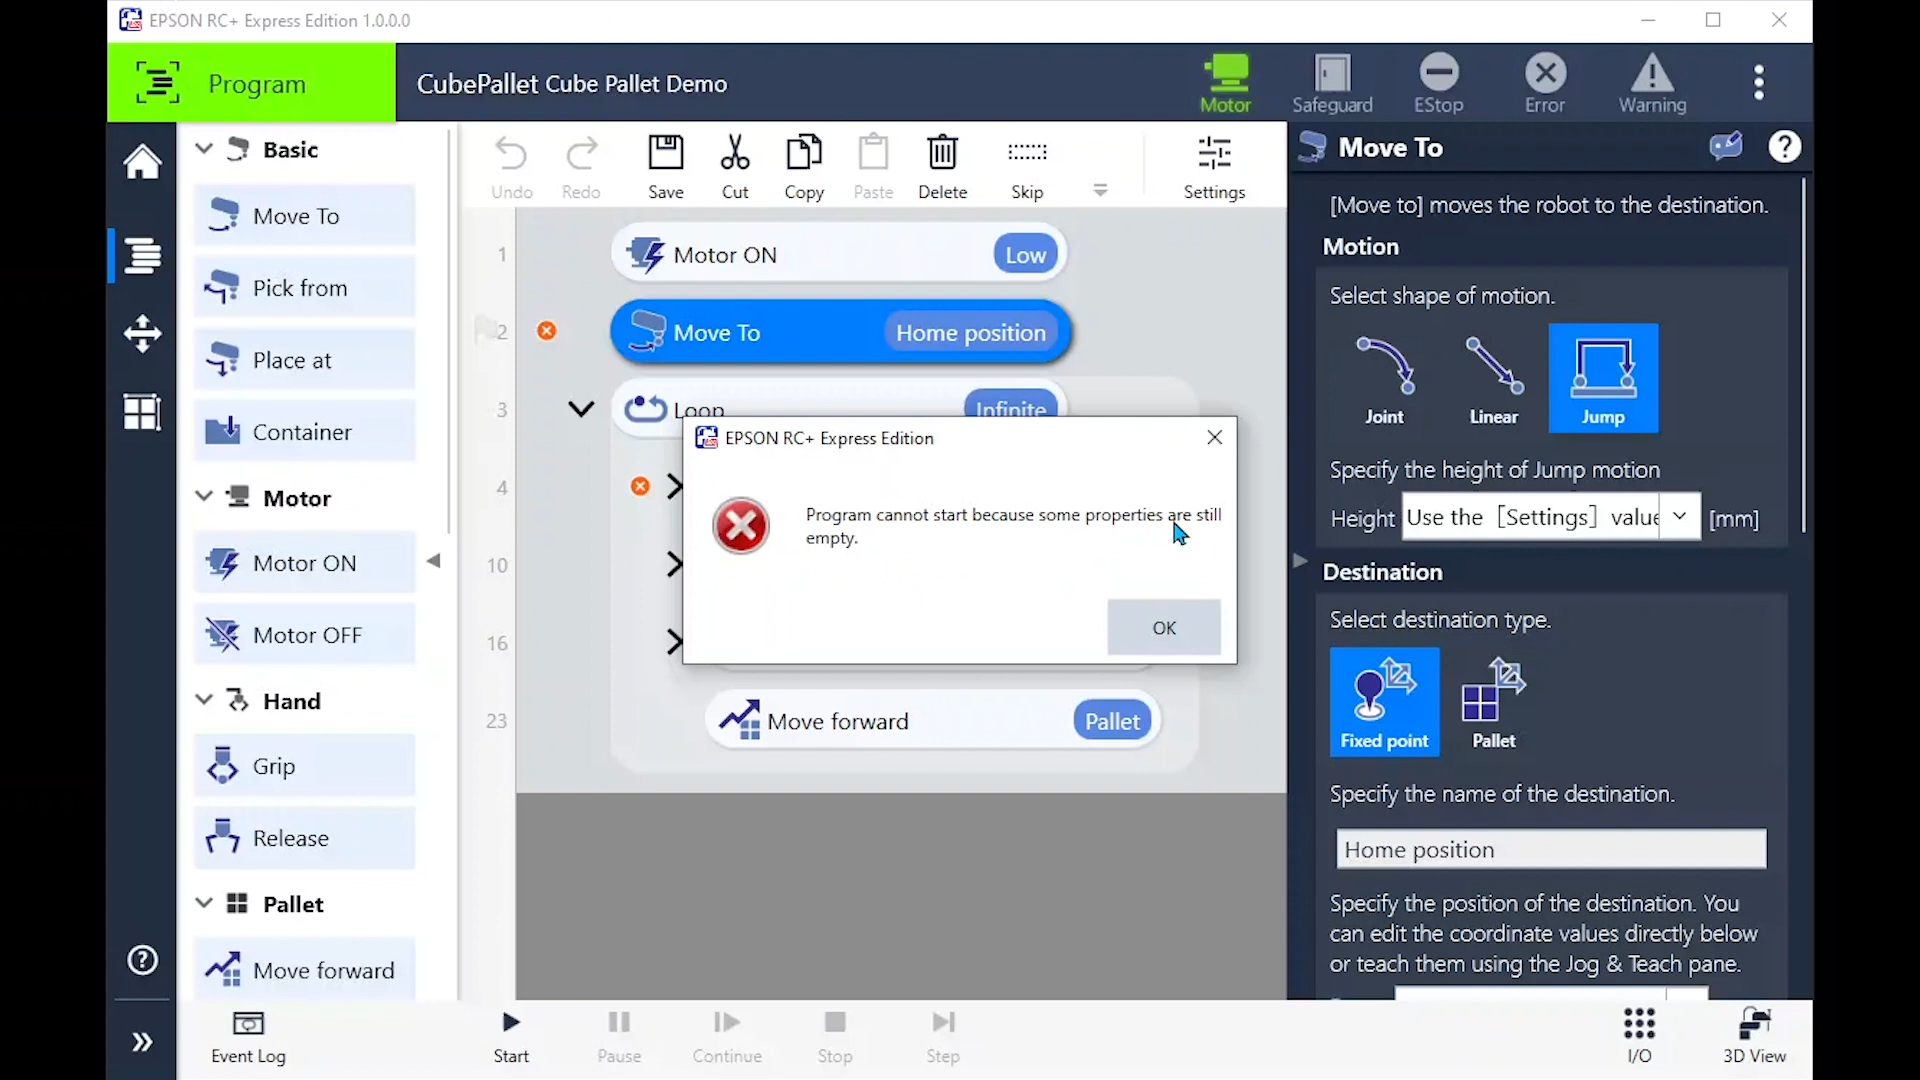 EPSON RC+ Express Edition 1.0.0.0
Program
CubePallet Cube Pallet Demo
Motor
Safeguard
EStop
Error
Warning
Basic
Move To
Pick from
Place at
Container
Motor
Motor ON
Motor OFF
Hand
Grip
Release
Pallet
Move forward
Undo
Redo
Save
Cut
Copy
Paste
Delete
Skip
Settings
1
Motor ON
Low
2
Move To
Home position
3
Loop
Infinite
4
10
16
23
Move forward
Pallet
EPSON RC+ Express Edition
Program cannot start because some properties are still
empty.
OK
Move To
?
[Move to] moves the robot to the destination.
Motion
Select shape of motion.
Joint
Linear
Jump
Specify the height of Jump motion
Height
Use the [Settings] value
[mm]
Destination
Select destination type.
Fixed point
Pallet
Specify the name of the destination.
Home position
Specify the position of the destination. You
can edit the coordinate values directly below
or teach them using the Jog & Teach pane.
?
Event Log
Start
Pause
Continue
Stop
Step
I/O
3D View